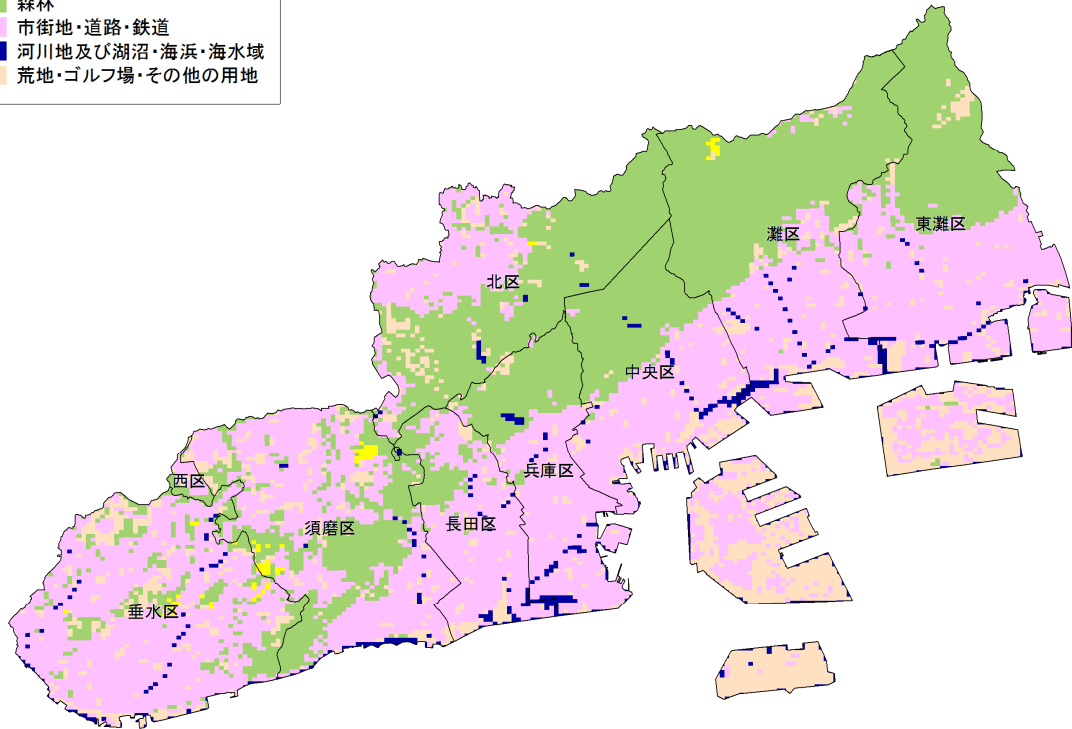 森林
市街地・道路・鉄道
河川地及び湖沼・海浜・海水域
荒地・ゴルフ場・その他の用地
東灘区
灘区
北区
中央区
兵庫区
西区
長田区
須磨区
垂水区